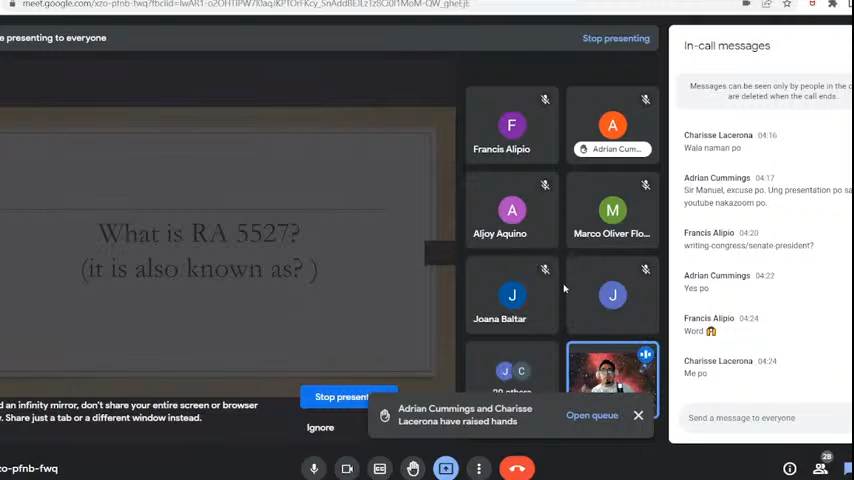 meet.google.com/xzo-pfnb-fwq?fbclid=IwAR1-
e presenting to everyone
Stop presenting
What is RA 5527?
(it is also known as? )
Francis Alipio
Adrian Cum...
Aljoy Aquino
Marco Oliver Flo...
Joana Baltar
F
A
A
M
J
J
J
C
20 others
d an infinity mirror, don't share your entire screen or browser
. Share just a tab or a different window instead.
Stop present
Ignore
Adrian Cummings and Charisse
Lacerona have raised hands
Open queue
zo-pfnb-fwq
In-call messages
Messages can be seen only by people in the c
are deleted when the call ends.
Charisse Lacerona 04:16
Wala naman po
Adrian Cummings 04:17
Sir Manuel, excuse po. Ung presentation po sa
youtube nakazoom po.
Francis Alipio 04:20
writing-congress/senate-president?
Adrian Cummings 04:22
Yes po
Francis Alipio 04:24
Word
Charisse Lacerona 04:24
Me po
Send a message to everyone
28